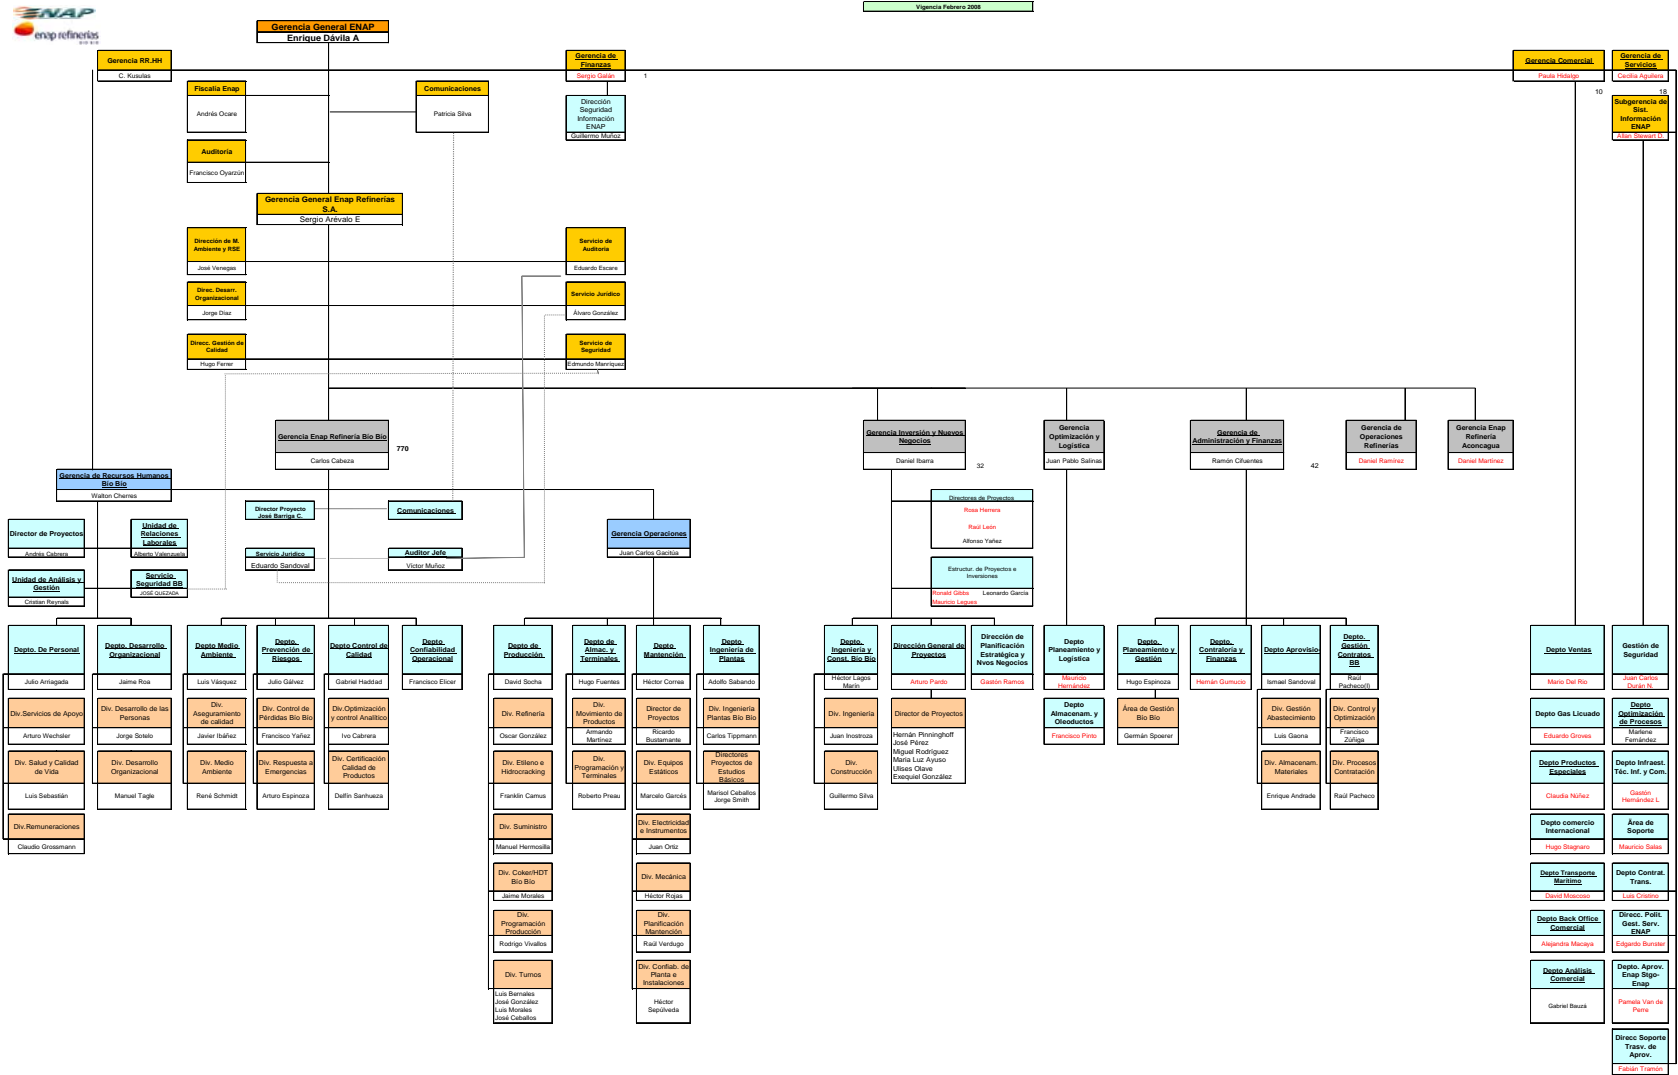 ENAP
enap refinerías
BIO BIO
Vigencia Febrero 2008
Gerencia General ENAP
Enrique Dávila A
Gerencia RR.HH
C. Kusulas
Gerencia de
Finanzas
Sergio Galán
1
Gerencia Comercial
Paula Hidalgo
10
Gerencia de
Servicios
Cecilia Aguilera
18
Fiscalía Enap
Andrés Ocare
Comunicaciones
Patricia Silva
Dirección
Seguridad
Información
ENAP
Guillermo Muñoz
Subgerencia de
Sist.
Información
ENAP
Allan Stewart D.
Auditoría
Francisco Oyarzún
Gerencia General Enap Refinerías
S.A.
Sergio Arévalo E
Dirección de M.
Ambiente y RSE
José Venegas
Servicio de
Auditoría
Eduardo Escare
Direc. Desarr.
Organizacional
Jorge Díaz
Servicio Jurídico
Álvaro González
Direcc. Gestión de
Calidad
Hugo Ferrer
Servicio de
Seguridad
Edmundo Manríquez
Gerencia Enap Refinería Bío Bío
Carlos Cabeza
770
Gerencia Inversión y Nuevos
Negocios
Daniel Ibarra
32
Gerencia
Optimización y
Logística
Juan Pablo Salinas
Gerencia de
Administración y Finanzas
Ramón Cifuentes
42
Gerencia de
Operaciones
Refinerías
Daniel Ramírez
Gerencia Enap
Refinería
Aconcagua
Daniel Martínez
Gerencia de Recursos Humanos
Bío Bío
Walton Cherres
Director Proyecto
José Barriga C.
Comunicaciones
Directores de Proyectos
Rosa Herrera
Raúl León
Alfonso Yañez
Director de Proyectos
Andrés Cabrera
Unidad de
Relaciones
Laborales
Alberto Valenzuela
Servicio Jurídico
Eduardo Sandoval
Auditor Jefe
Víctor Muñoz
Gerencia Operaciones
Juan Carlos Gacitúa
Unidad de Análisis y
Gestión
Cristian Reynals
Servicio
Seguridad BB
JOSÉ QUEZADA
Estructur. de Proyectos e
Inversiones
Ronald Gibbs Leonardo García
Mauricio Legues
Depto. De Personal
Julio Arriagada
Depto. Desarrollo
Organizacional
Jaime Roa
Depto Medio
Ambiente
Luis Vásquez
Depto.
Prevención de
Riesgos
Julio Gálvez
Depto Control de
Calidad
Gabriel Haddad
Depto
Confiabilidad
Operacional
Francisco Elicer
Depto de
Producción
David Socha
Depto de
Almac. y
Terminales
Hugo Fuentes
Depto
Mantención
Héctor Correa
Depto
Ingeniería de
Plantas
Adolfo Sabando
Depto.
Ingeniería y
Const. Bío Bío
Héctor Lagos
Marín
Dirección General de
Proyectos
Arturo Pardo
Dirección de
Planificación
Estratégica y
Nvos Negocios
Gastón Ramos
Depto
Planeamiento y
Logística
Mauricio
Hernández
Depto.
Planeamiento y
Gestión
Hugo Espinoza
Depto.
Contraloría y
Finanzas
Hernán Gumucio
Depto Aprovisio
Ismael Sandoval
Depto.
Gestión
Contratos
BB
Raúl
Pacheco(I)
Depto Ventas
Mario Del Río
Gestión de
Seguridad
Juan Carlos
Durán N.
Div.Servicios de Apoyo
Arturo Wechsler
Div. Desarrollo de las
Personas
Jorge Sotelo
Div.
Aseguramiento
de calidad
Javier Ibáñez
Div. Control de
Pérdidas Bío Bío
Francisco Yañez
Div.Optimización
y control Analítico
Ivo Cabrera
Div. Refinería
Oscar González
Div.
Movimiento de
Productos
Armando
Martínez
Director de
Proyectos
Ricardo
Bustamante
Div. Ingeniería
Plantas Bío Bío
Carlos Tippmann
Div. Ingeniería
Juan Inostroza
Director de Proyectos
Hernán Pinninghoff
José Pérez
Miguel Rodríguez
Maria Luz Ayuso
Ulises Olave
Exequiel González
Depto
Almacenam. y
Oleoductos
Francisco Pinto
Área de Gestión
Bío Bío
Germán Spoerer
Div. Gestión
Abastecimiento
Luis Gaona
Div. Control y
Optimización
Francisco
Zúñiga
Depto Gas Licuado
Eduardo Groves
Depto
Optimización
de Procesos
Marlene
Fernández
Div. Salud y Calidad
de Vida
Luis Sebastián
Div. Desarrollo
Organizacional
Manuel Tagle
Div. Medio
Ambiente
René Schmidt
Div. Respuesta a
Emergencias
Arturo Espinoza
Div. Certificación
Calidad de
Productos
Delfín Sanhueza
Div. Etileno e
Hidrocracking
Franklin Camus
Div.
Programación y
Terminales
Roberto Preau
Div. Equipos
Estáticos
Marcelo Garcés
Directores
Proyectos de
Estudios
Básicos
Marisol Ceballos
Jorge Smith
Div.
Construcción
Guillermo Silva
Div. Almacenam.
Materiales
Enrique Andrade
Div. Procesos
Contratación
Raúl Pacheco
Depto Productos
Especiales
Claudia Núñez
Depto Infraest.
Téc. Inf. y Com.
Gastón
Hernández L
Div.Remuneraciones
Claudio Grossmann
Div. Suministro
Manuel Hermosilla
Div. Electricidad
e Instrumentos
Juan Ortíz
Depto comercio
Internacional
Hugo Stagnaro
Área de
Soporte
Mauricio Salas
Div. Coker/HDT
Bío Bío
Jaime Morales
Div. Mecánica
Héctor Rojas
Depto Transporte
Marítimo
David Moscoso
Depto Contrat.
Trans.
Luis Cristino
Div.
Programación
Producción
Rodrigo Vivallos
Div.
Planificación
Mantención
Raúl Verdugo
Depto Back Office
Comercial
Alejandra Macaya
Direcc. Polit.
Gest. Serv.
ENAP
Edgardo Bunster
Div. Turnos
Luis Bernales
José González
Luis Morales
José Ceballos
Div. Confiab. de
Planta e
Instalaciones
Héctor
Sepúlveda
Depto Análisis
Comercial
Gabriel Bauzá
Depto. Aprov.
Enap Stgo-
Enap
Pamela Van de
Perre
Direcc Soporte
Trasv. de
Aprov.
Fabián Tramón